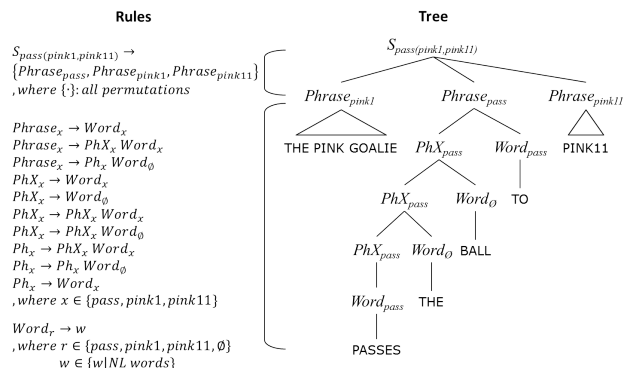 Rules
Tree
S_pass(pink1,pink11) →
{Phrase_pass, Phrase_pink1, Phrase_pink11}
, where {·}: all permutations
Phrase_x → Word_x
Phrase_x → PhX_x Word_x
Phrase_x → Ph_x Word_∅
PhX_x → Word_x
PhX_x → Word_∅
PhX_x → PhX_x Word_x
PhX_x → PhX_x Word_∅
Ph_x → PhX_x Word_x
Ph_x → Ph_x Word_∅
Ph_x → Word_x
, where x ∈ {pass, pink1, pink11}
Word_r → w
, where r ∈ {pass, pink1, pink11, ∅}
w ∈ {w|NL words}
S_pass(pink1,pink11)
Phrase_pink1 Phrase_pass Phrase_pink11
THE PINK GOALIE PhX_pass Word_pass PINK11
PhX_pass Word_Ø TO
PhX_pass Word_Ø BALL
Word_pass THE
PASSES